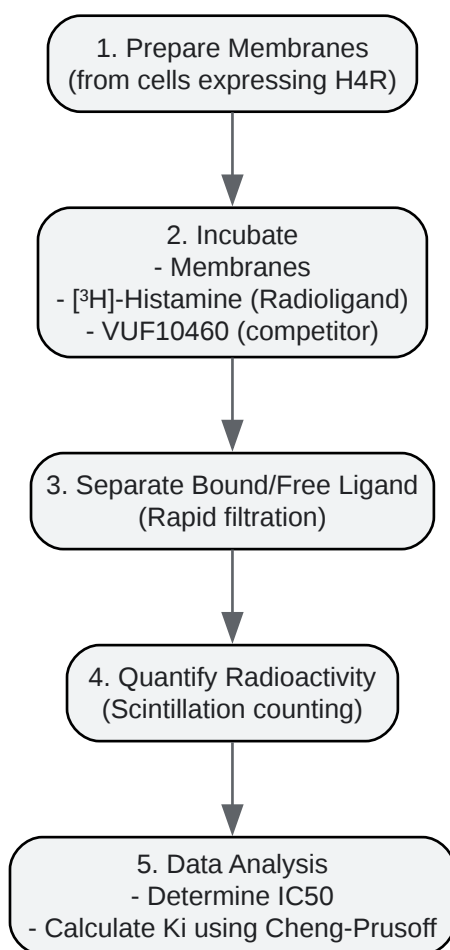 1. Prepare Membranes
(from cells expressing H4R)
2. Incubate
- Membranes
- [³H]-Histamine (Radioligand)
- VUF10460 (competitor)
3. Separate Bound/Free Ligand
(Rapid filtration)
4. Quantify Radioactivity
(Scintillation counting)
5. Data Analysis
- Determine IC50
- Calculate Ki using Cheng-Prusoff